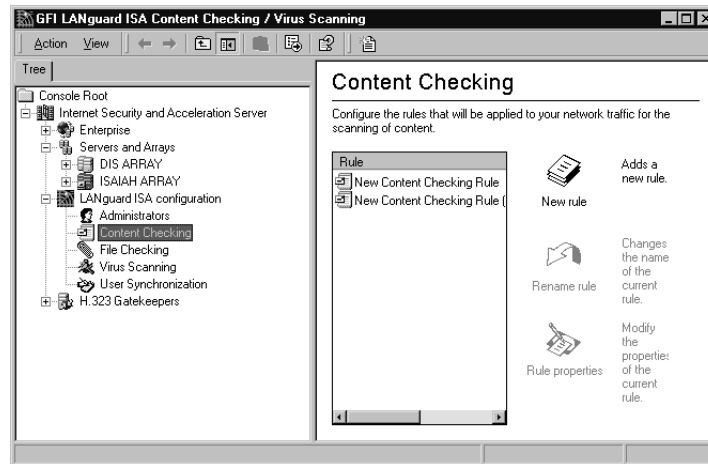 GFI LANguard ISA Content Checking / Virus Scanning
Action View
Tree
Console Root
Internet Security and Acceleration Server
Enterprise
Servers and Arrays
DIS ARRAY
ISAIAH ARRAY
LANguard ISA configuration
Administrators
Content Checking
File Checking
Virus Scanning
User Synchronization
H.323 Gatekeepers
Content Checking
Configure the rules that will be applied to your network traffic for the
scanning of content.
Rule
New Content Checking Rule
New Content Checking Rule (
New rule
Adds a
new rule.
Rename rule
Changes
the name
of the
current
rule.
Rule properties
Modify
the
properties
of the
current
rule.